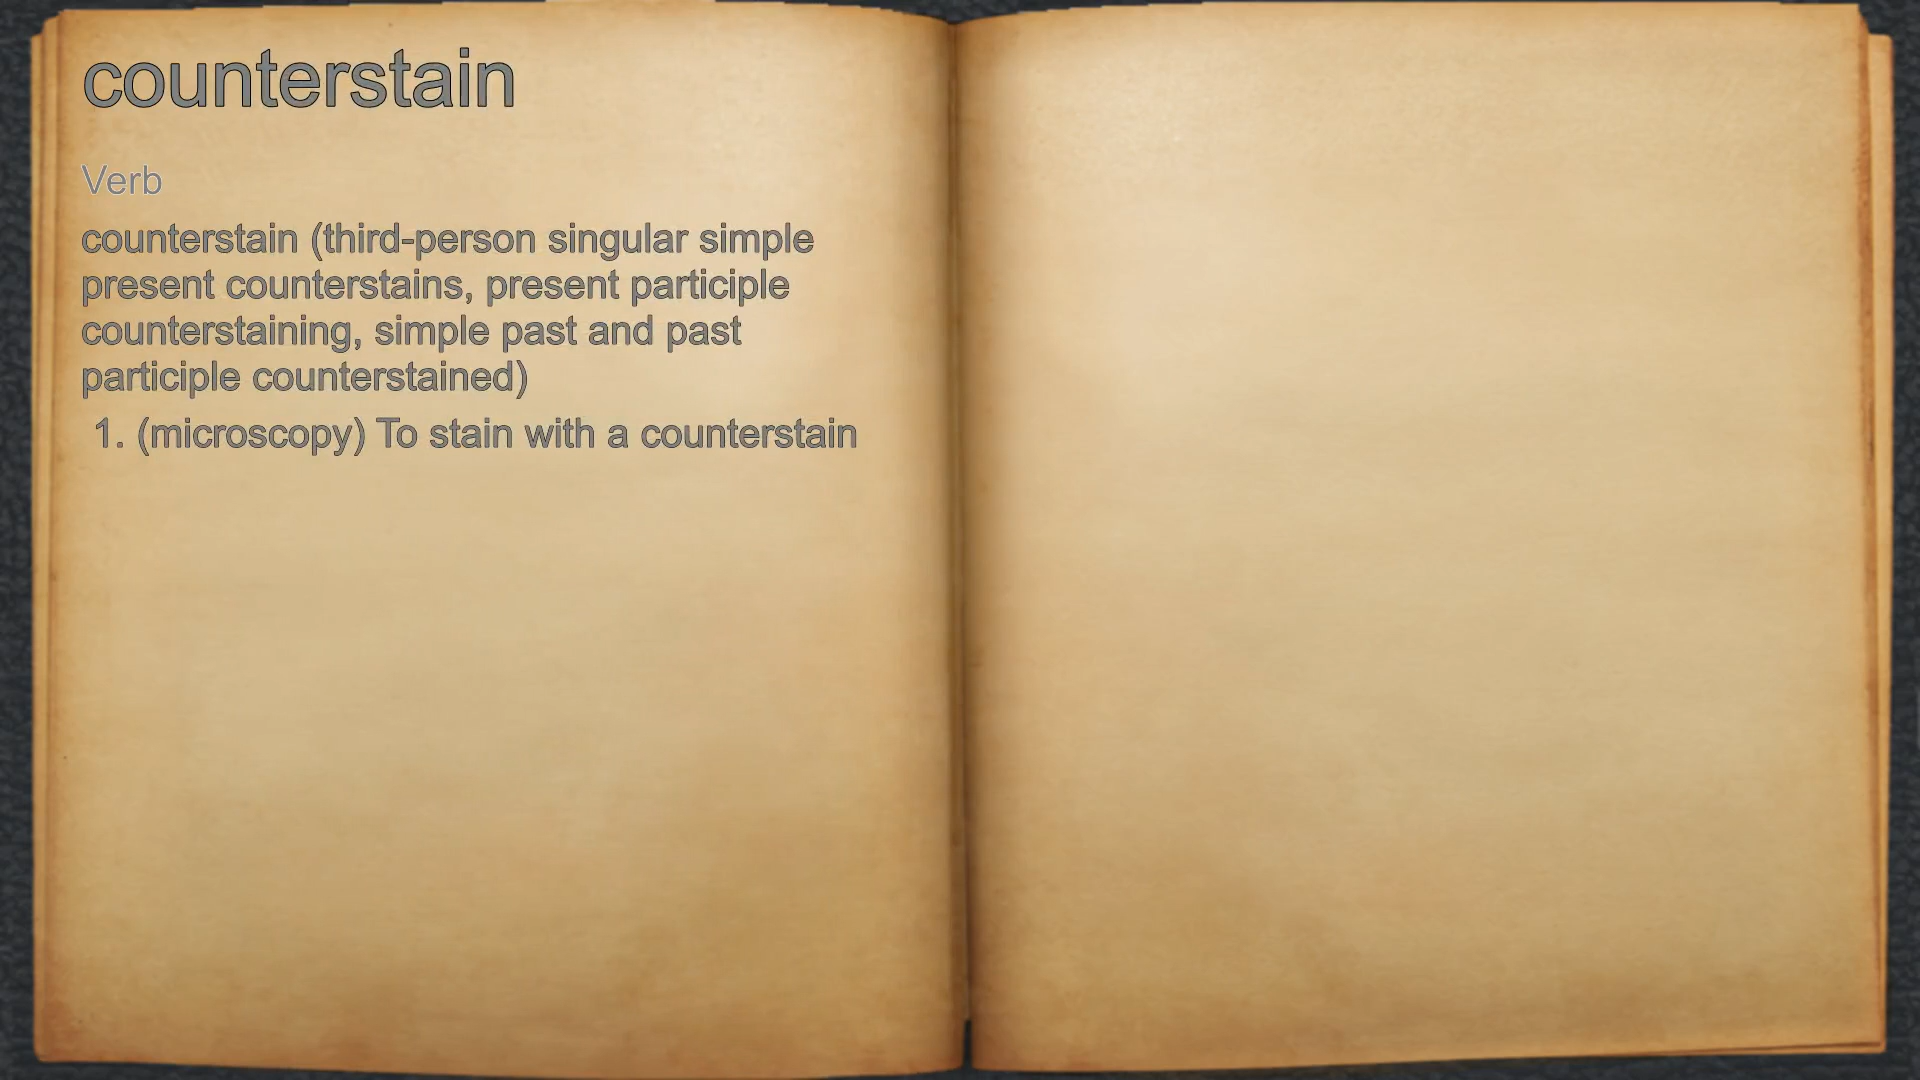 counterstain
Verb
counterstain (third-person singular simple
present counterstains, present participle
counterstaining, simple past and past
participle counterstained)
1. (microscopy) To stain with a counterstain